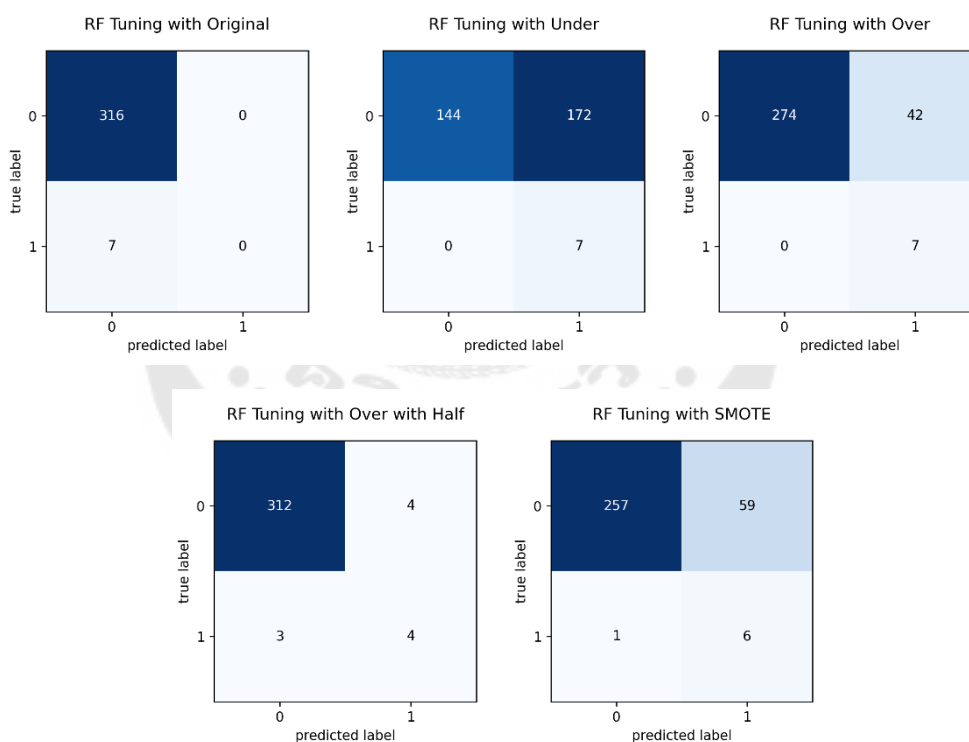 RF Tuning with Original
0
316
0
true label
1
7
0
0
1
predicted label
RF Tuning with Under
0
144
172
true label
1
0
7
0
1
predicted label
RF Tuning with Over
0
274
42
true label
1
0
7
0
1
predicted label
RF Tuning with Over with Half
0
312
4
true label
1
3
4
0
1
predicted label
RF Tuning with SMOTE
0
257
59
true label
1
1
6
0
1
predicted label